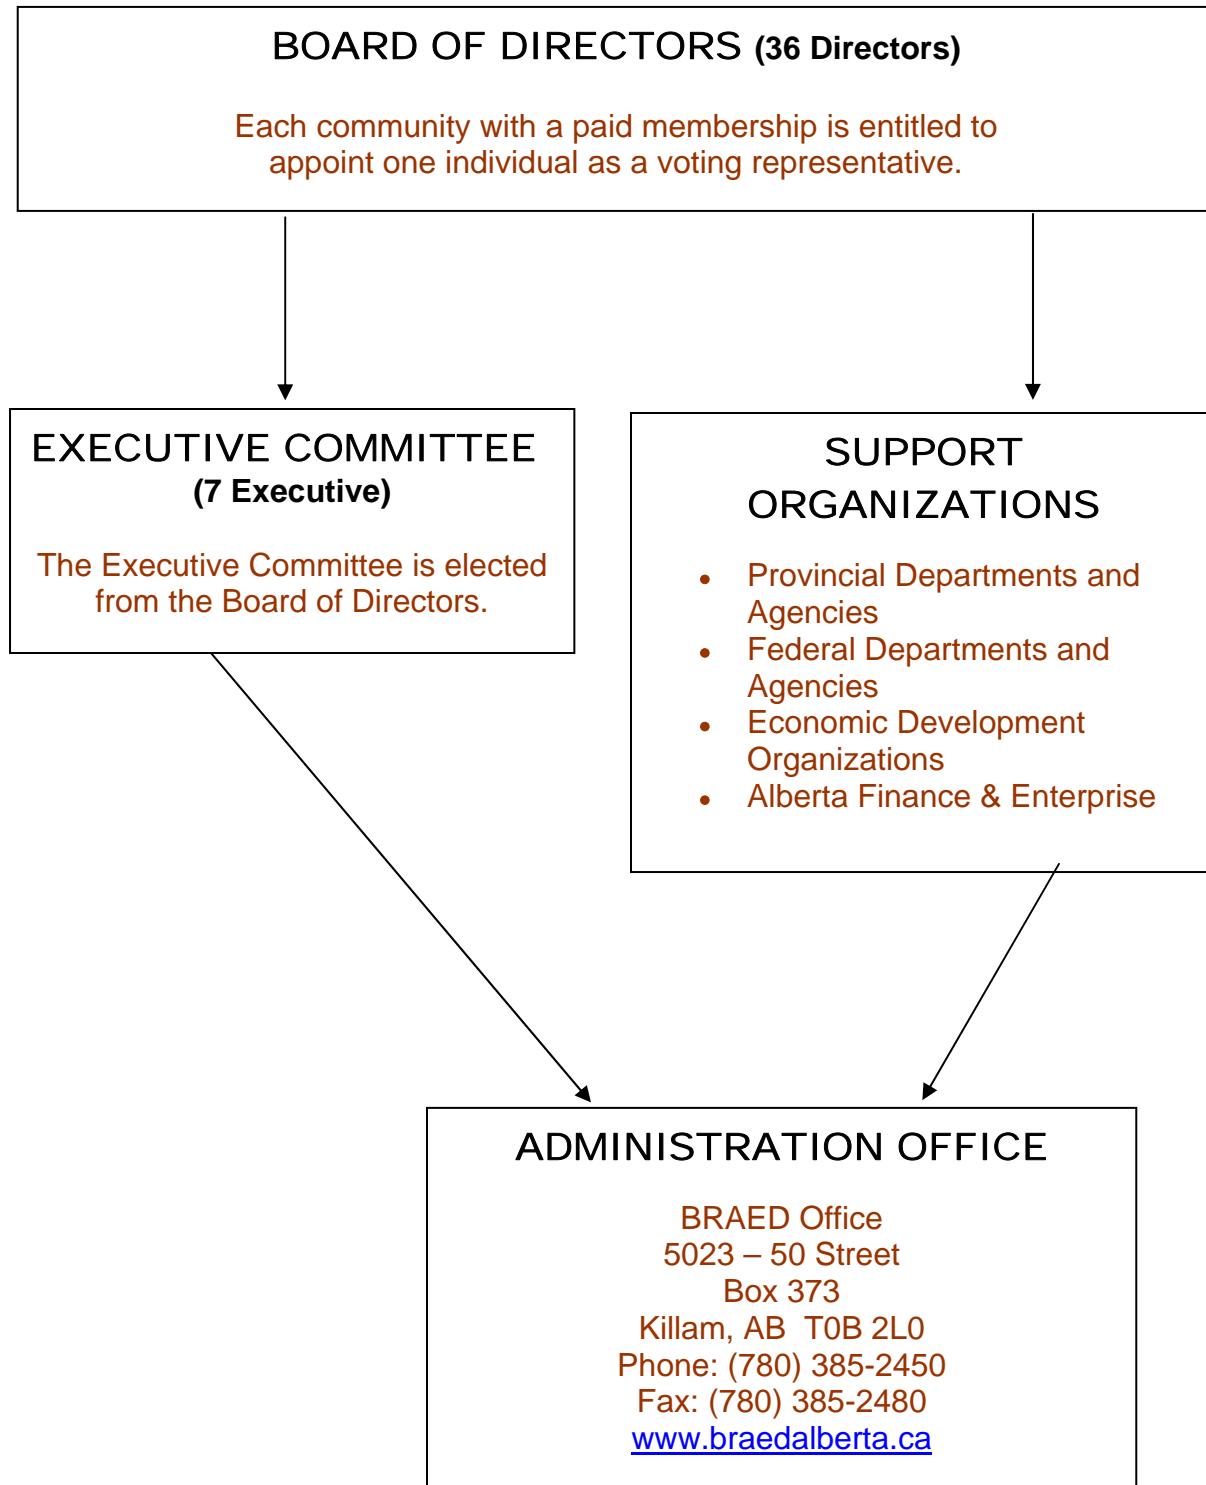 BOARD OF DIRECTORS (36 Directors)
Each community with a paid membership is entitled to
appoint one individual as a voting representative.
EXECUTIVE COMMITTEE
(7 Executive)
The Executive Committee is elected
from the Board of Directors.
SUPPORT
ORGANIZATIONS
• Provincial Departments and
Agencies
• Federal Departments and
Agencies
• Economic Development
Organizations
• Alberta Finance & Enterprise
ADMINISTRATION OFFICE
BRAED Office
5023 – 50 Street
Box 373
Killam, AB  T0B 2L0
Phone: (780) 385-2450
Fax: (780) 385-2480
www.braedalberta.ca